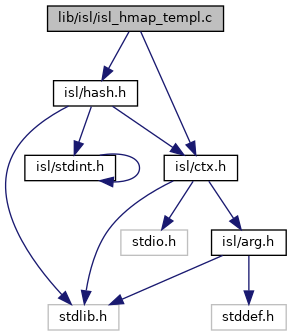 lib/isl/isl_hmap_templ.c
isl/hash.h
isl/stdint.h
isl/ctx.h
stdio.h
isl/arg.h
stdlib.h
stddef.h